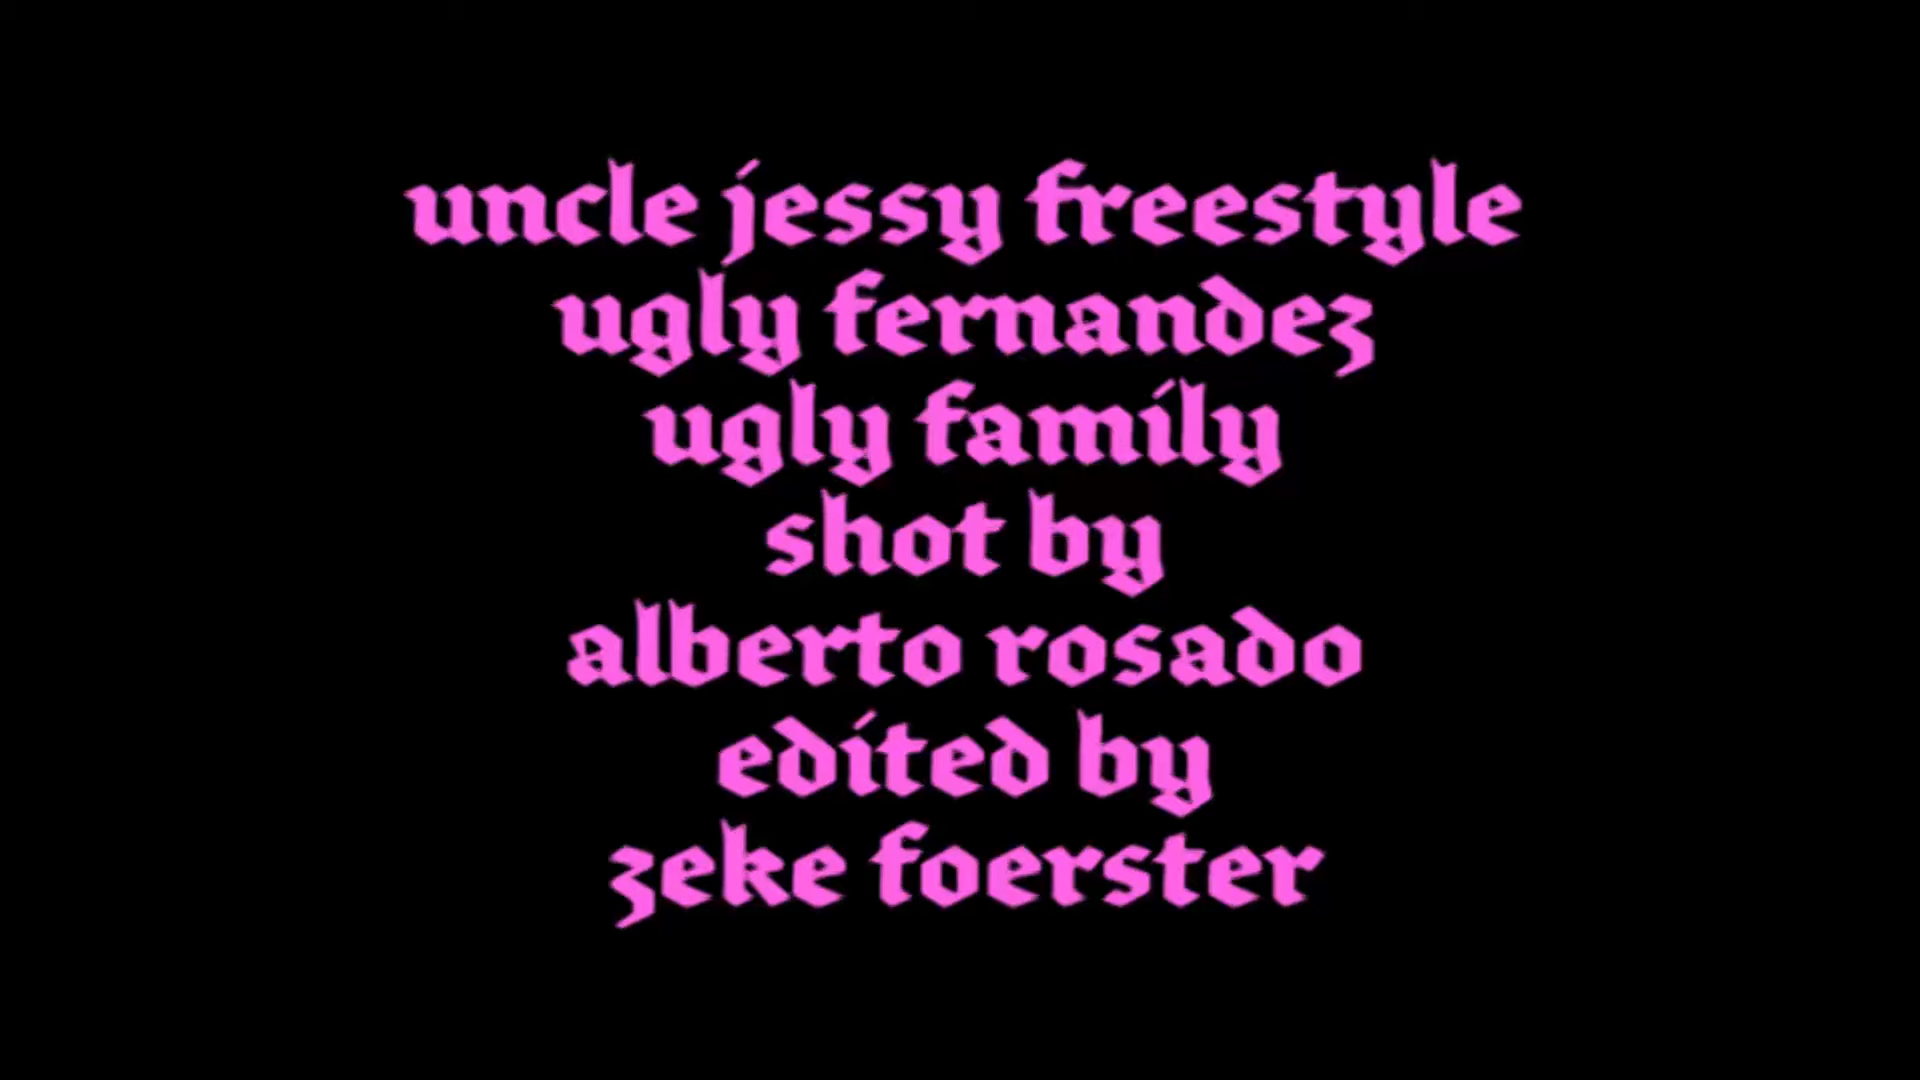 uncle jessy freestyle
ugly fernandez
ugly family
shot by
alberto rosado
edited by
zeke foerster